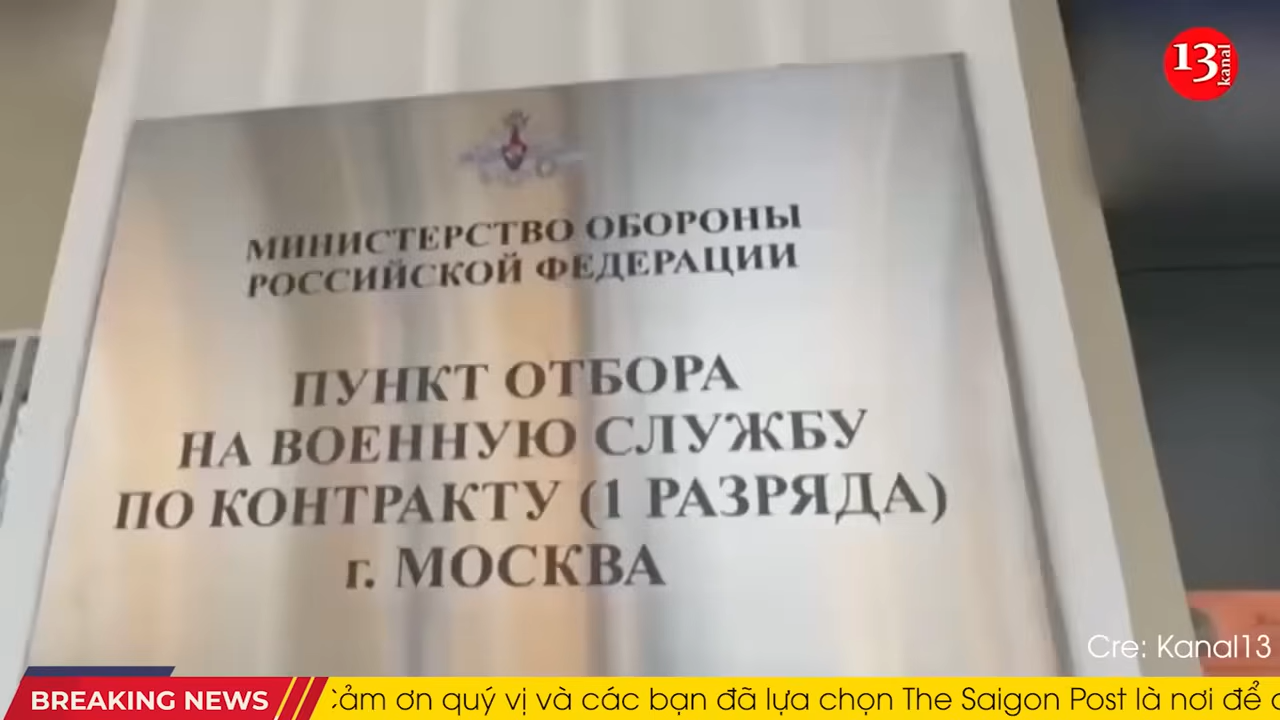 13
kanal
МИНИСТЕРСТВО ОБОРОНЫ
РОССИЙСКОЙ ФЕДЕРАЦИИ
ПУНКТ ОТБОРА
НА ВОЕННУЮ СЛУЖБУ
ПО КОНТРАКТУ (1 РАЗРЯДА)
г. МОСКВА
Cre: Kanal13
BREAKING NEWS
Cảm ơn quý vị và các bạn đã lựa chọn The Saigon Post là nơi để